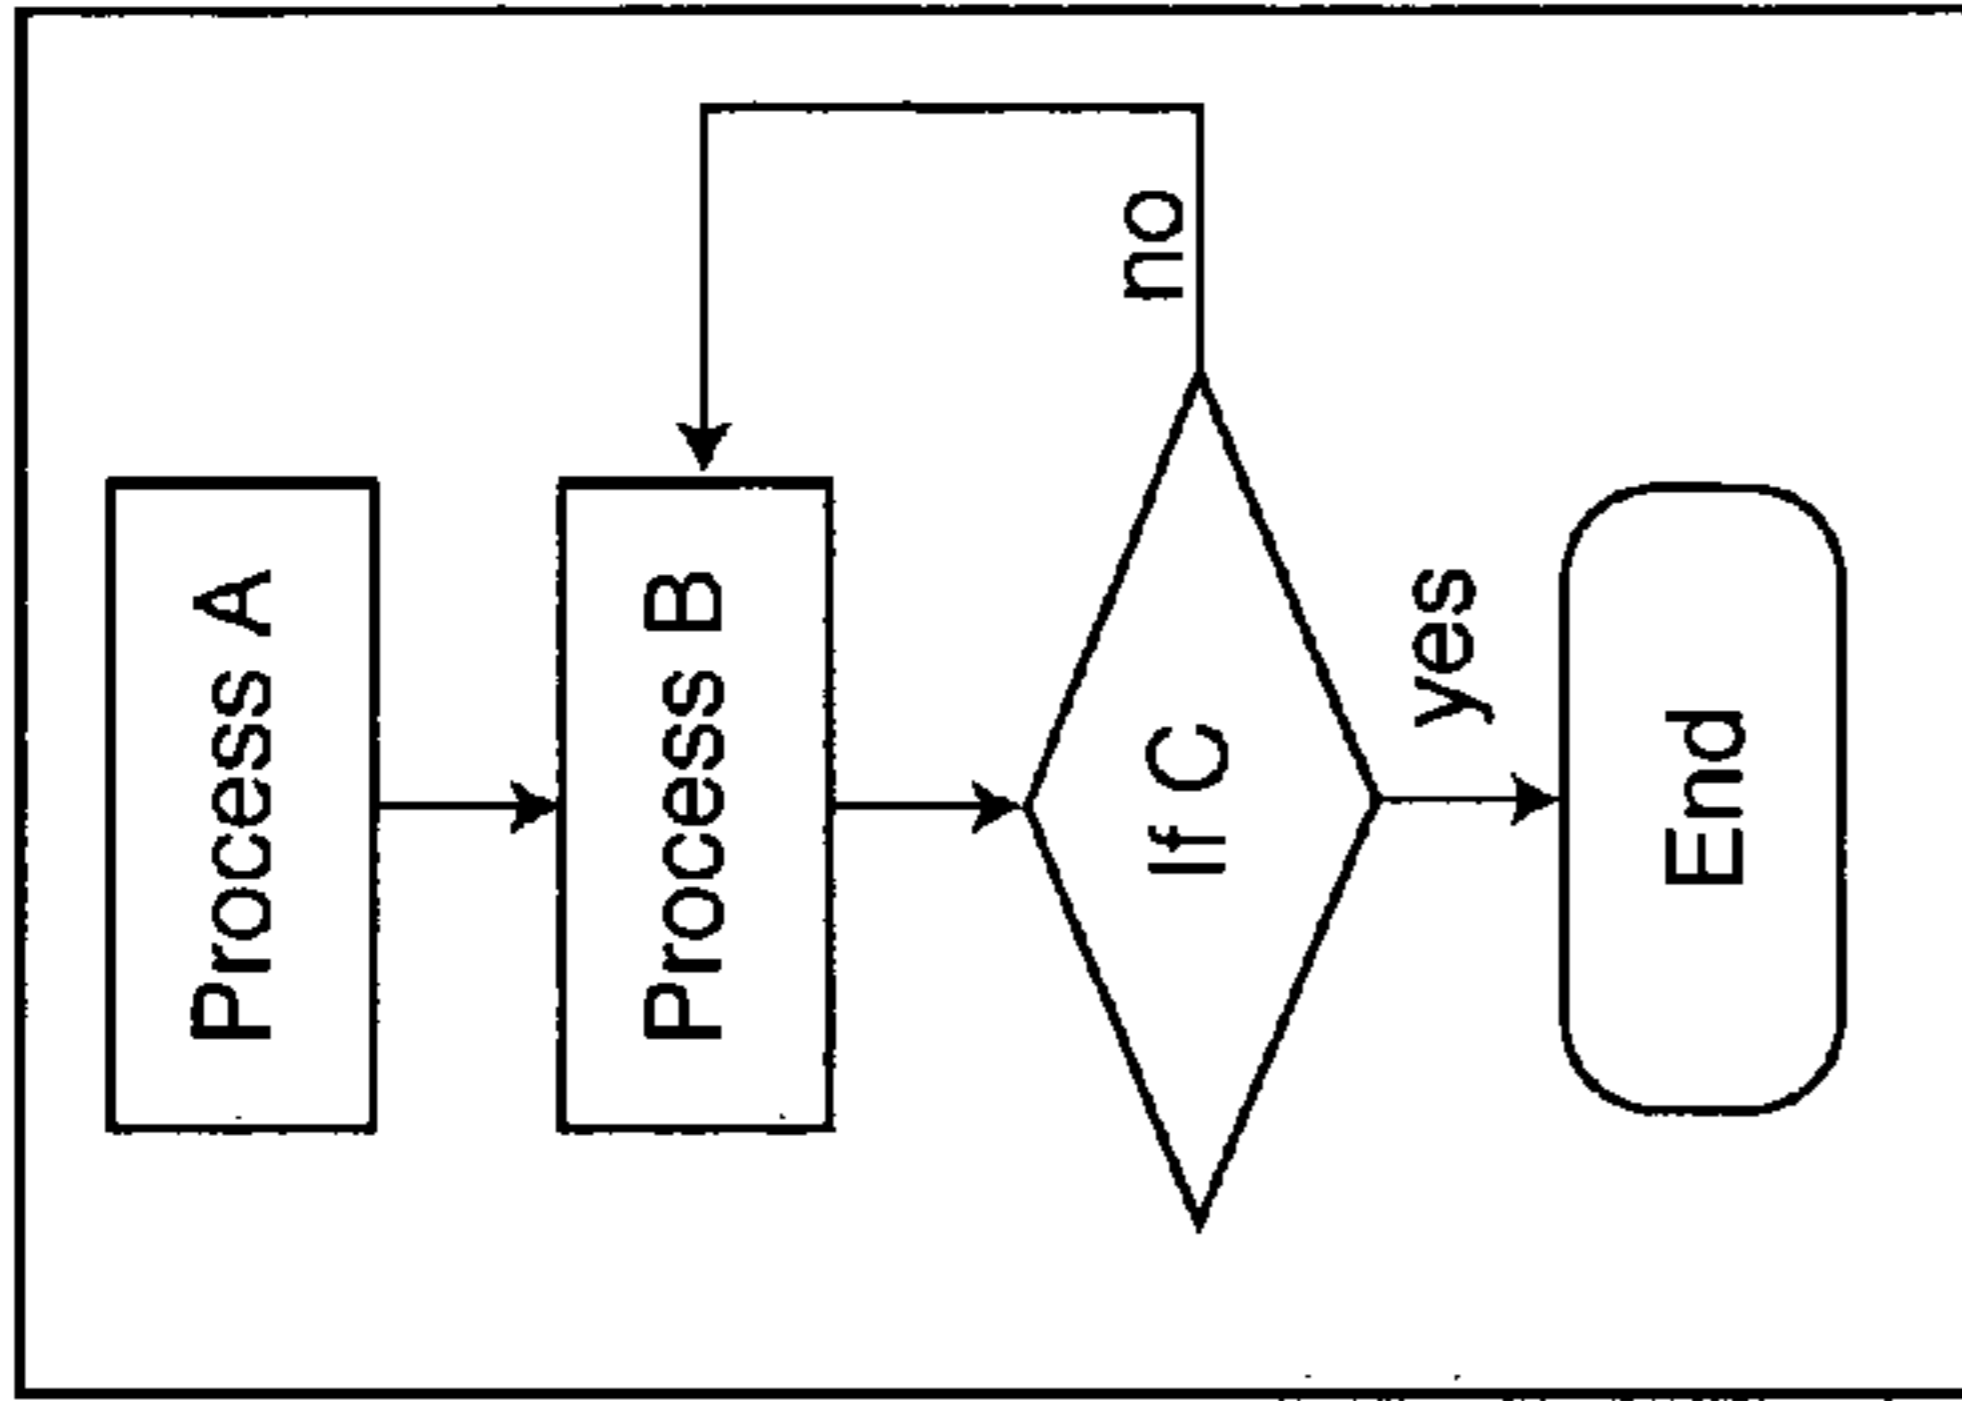 Process A
Process B
If C
no
yes
End